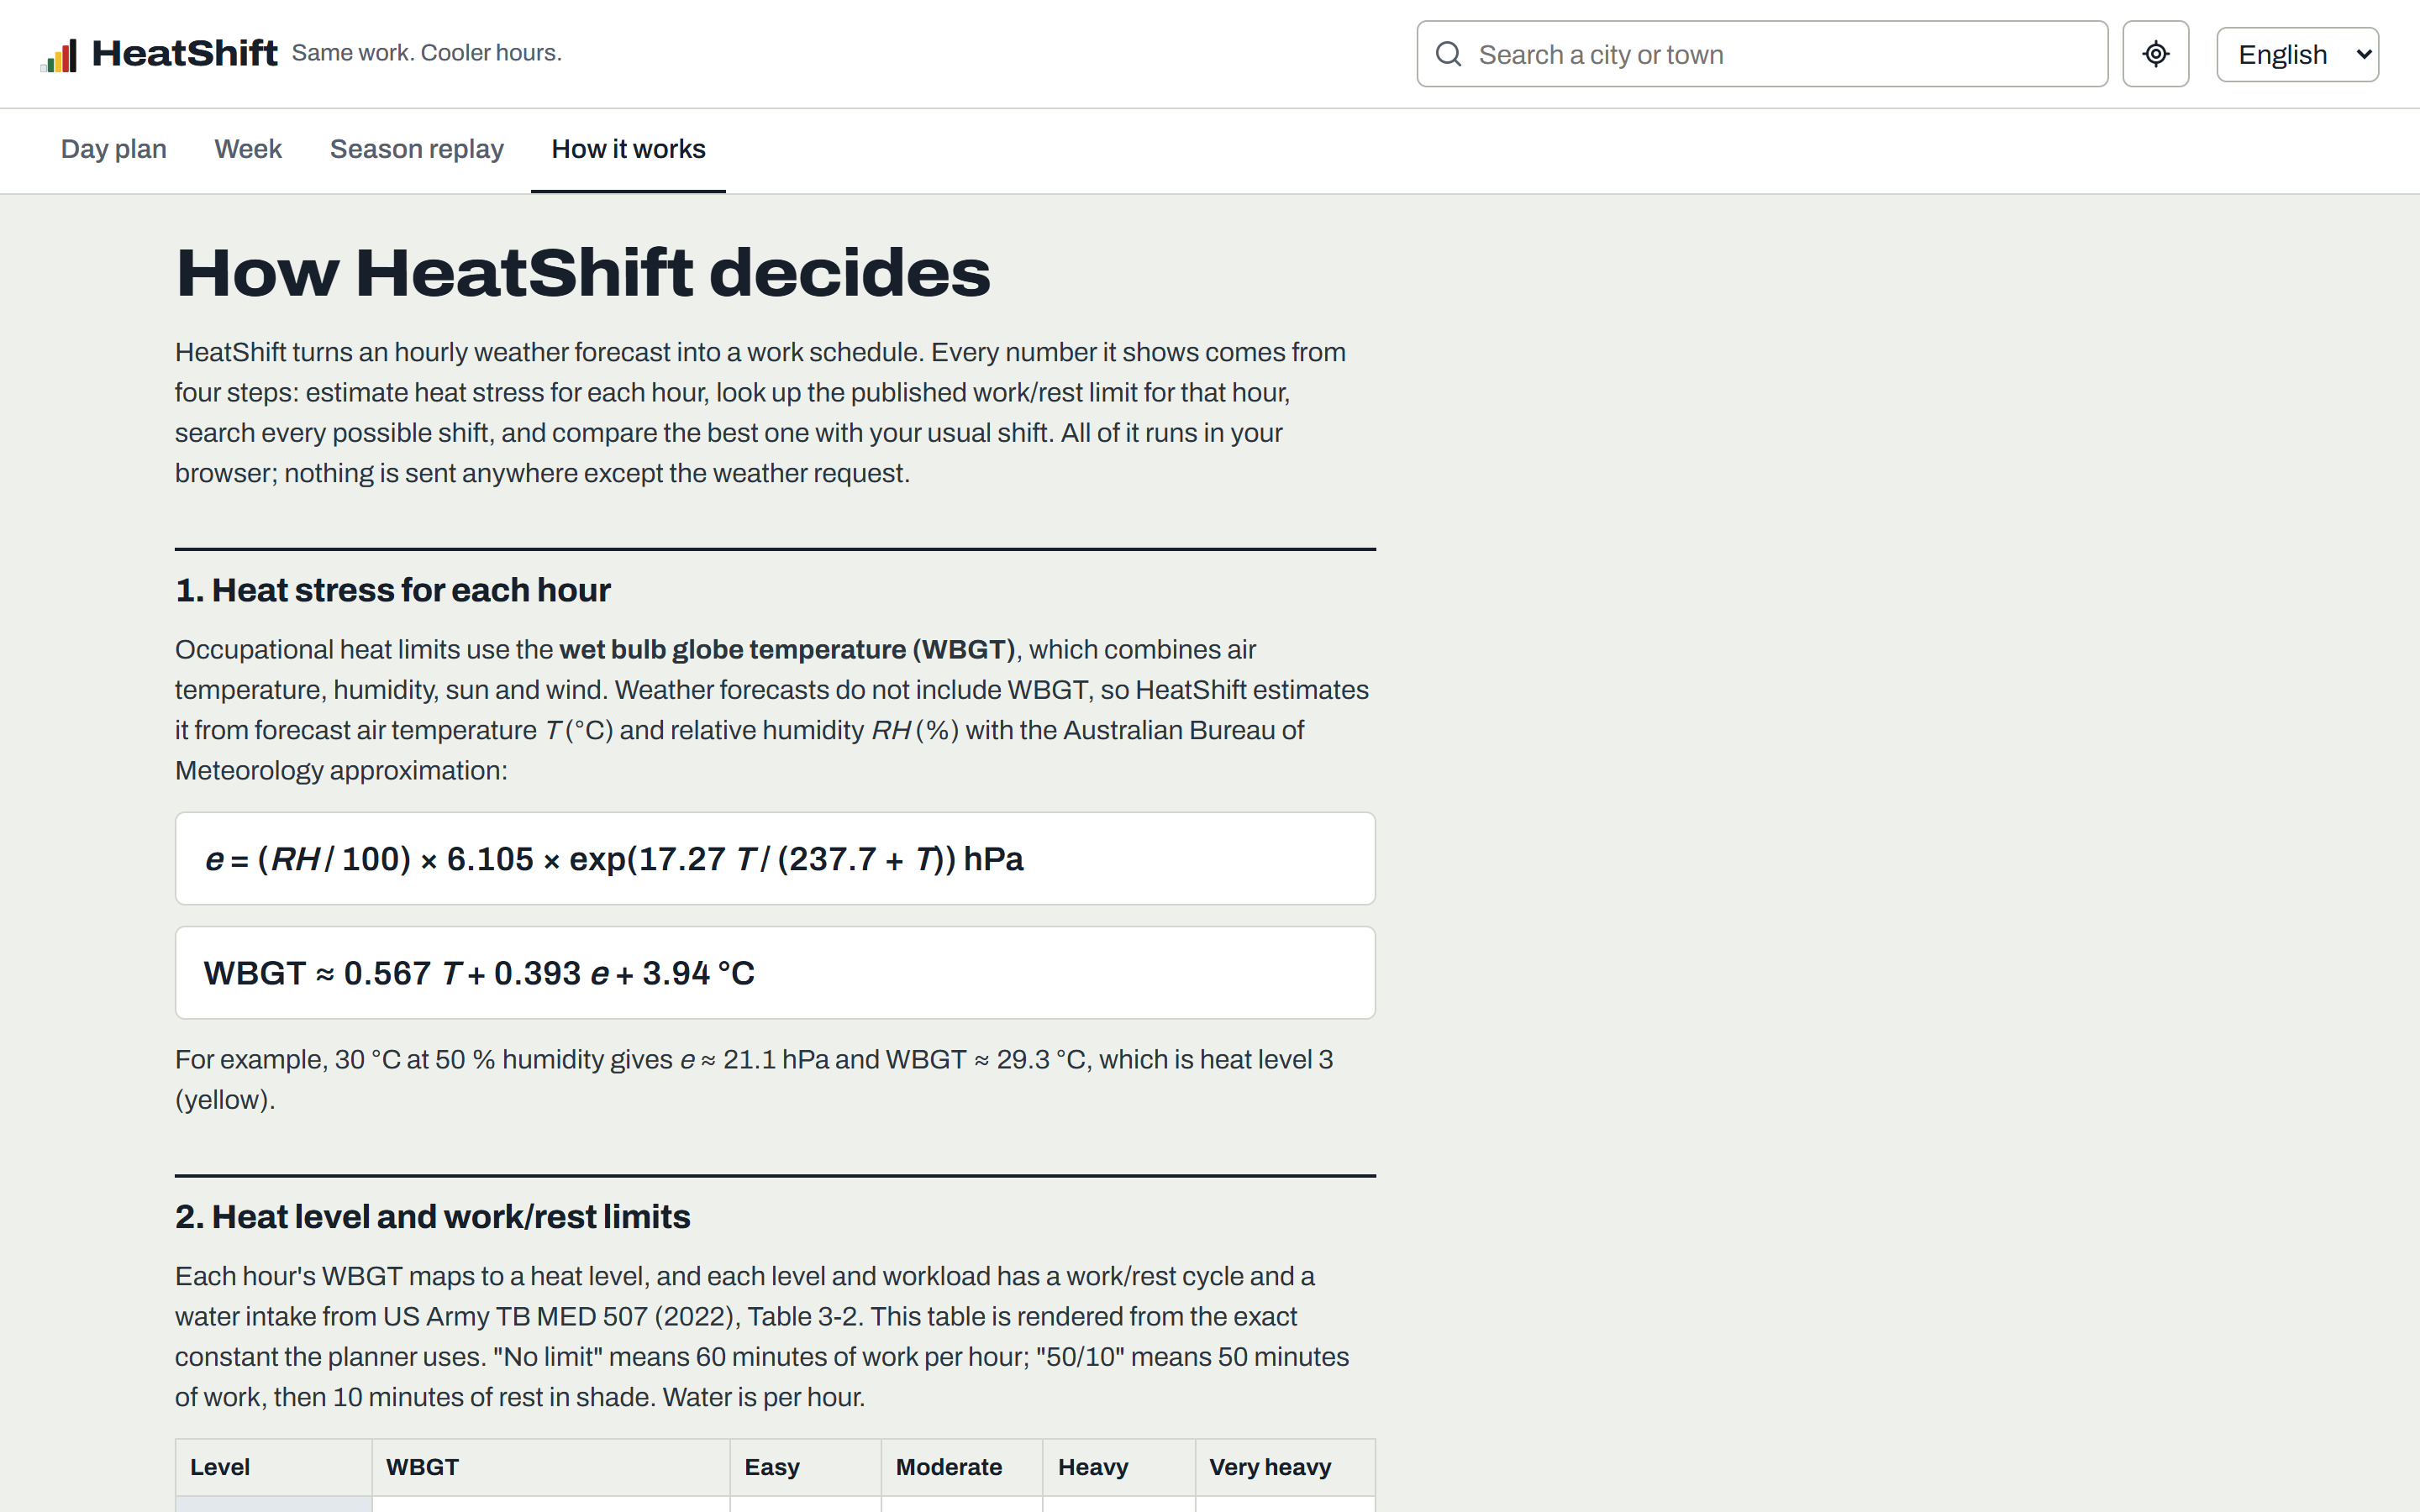 HeatShift Same work. Cooler hours.
Search a city or town
English
Day plan Week Season replay How it works
How HeatShift decides
HeatShift turns an hourly weather forecast into a work schedule. Every number it shows comes from
four steps: estimate heat stress for each hour, look up the published work/rest limit for that hour,
search every possible shift, and compare the best one with your usual shift. All of it runs in your
browser; nothing is sent anywhere except the weather request.
1. Heat stress for each hour
Occupational heat limits use the wet bulb globe temperature (WBGT), which combines air
temperature, humidity, sun and wind. Weather forecasts do not include WBGT, so HeatShift estimates
it from forecast air temperature T (°C) and relative humidity RH (%) with the Australian Bureau of
Meteorology approximation:
e = (RH / 100) × 6.105 × exp(17.27 T / (237.7 + T)) hPa
WBGT ≈ 0.567 T + 0.393 e + 3.94 °C
For example, 30 °C at 50 % humidity gives e ≈ 21.1 hPa and WBGT ≈ 29.3 °C, which is heat level 3
(yellow).
2. Heat level and work/rest limits
Each hour's WBGT maps to a heat level, and each level and workload has a work/rest cycle and a
water intake from US Army TB MED 507 (2022), Table 3-2. This table is rendered from the exact
constant the planner uses. "No limit" means 60 minutes of work per hour; "50/10" means 50 minutes
of work, then 10 minutes of rest in shade. Water is per hour.
Level WBGT Easy Moderate Heavy Very heavy